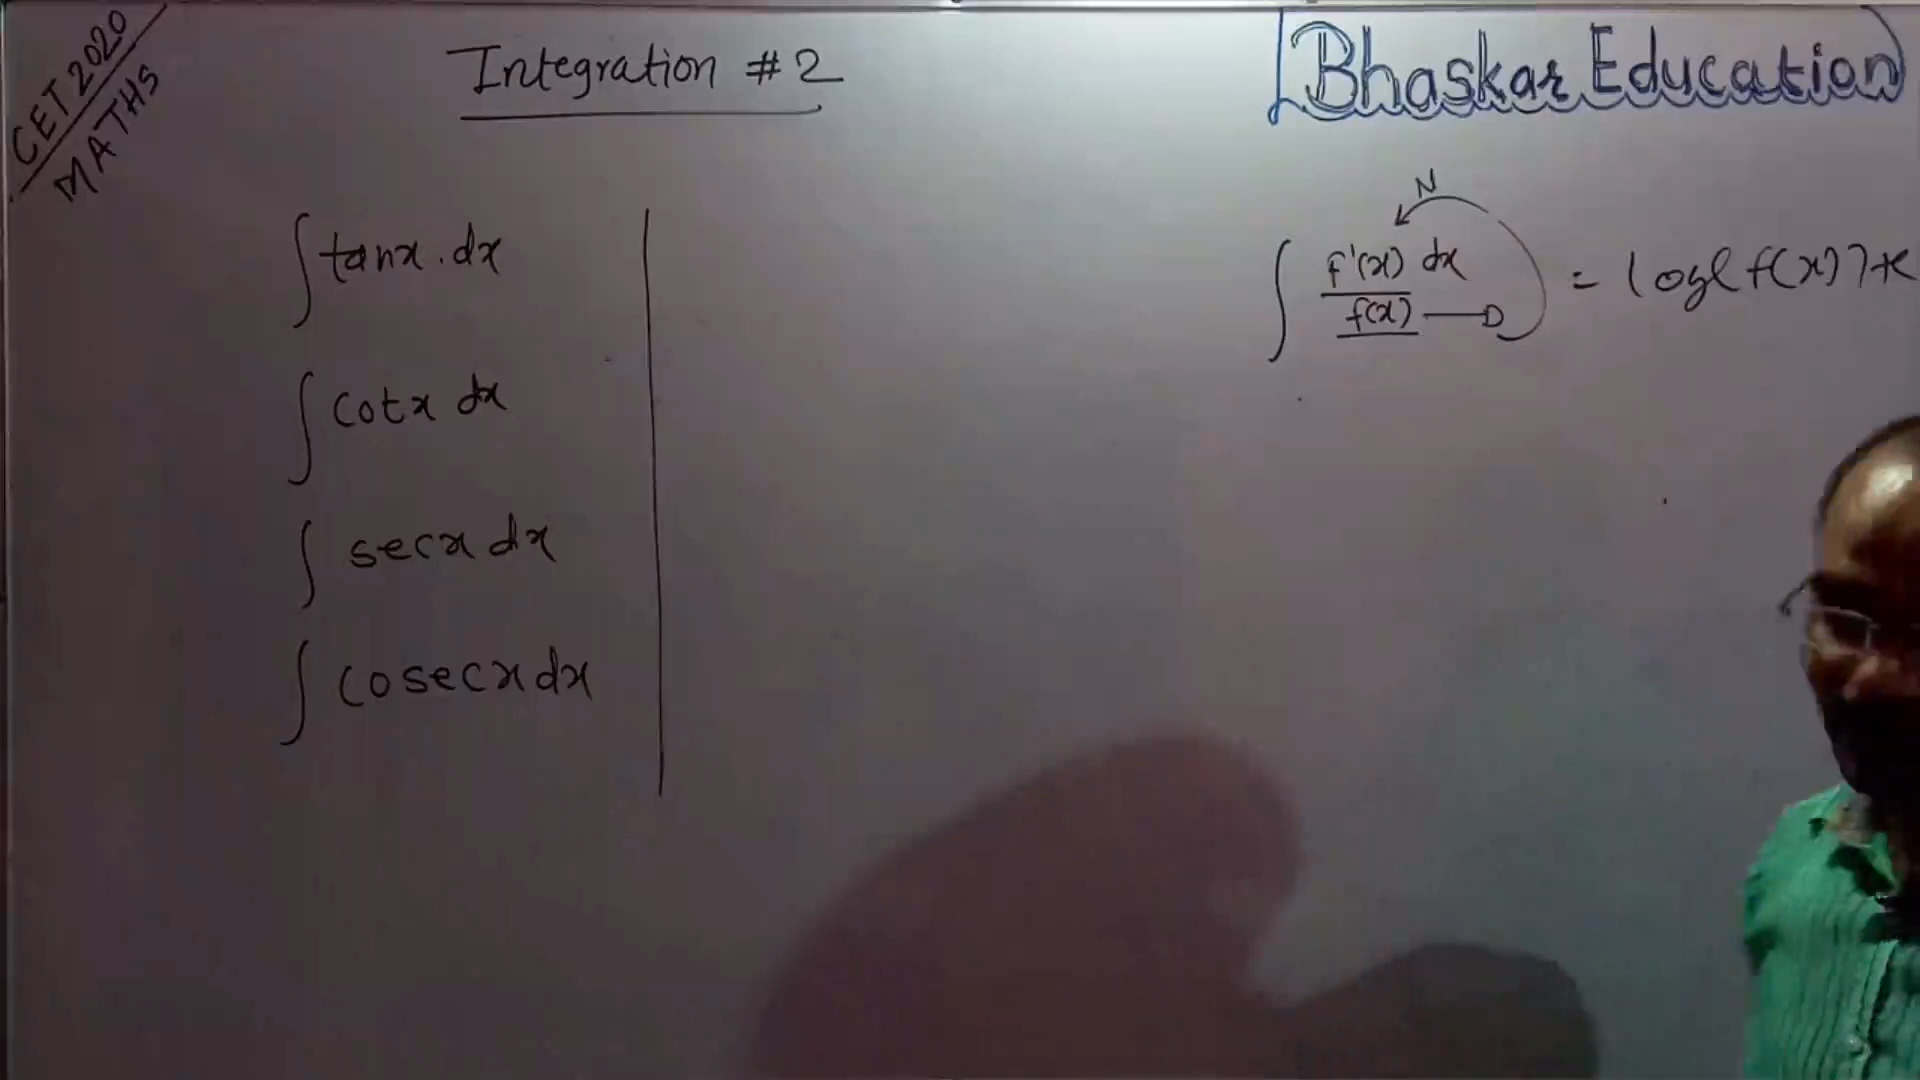 CET 2020
MATHS
Integration #2
Bhaskar Education
∫ tanx . dx
∫ cotx dx
∫ secx dx
∫ cosecx dx
N
∫ f'(x) dx / f(x) → D = log(f(x)) + c